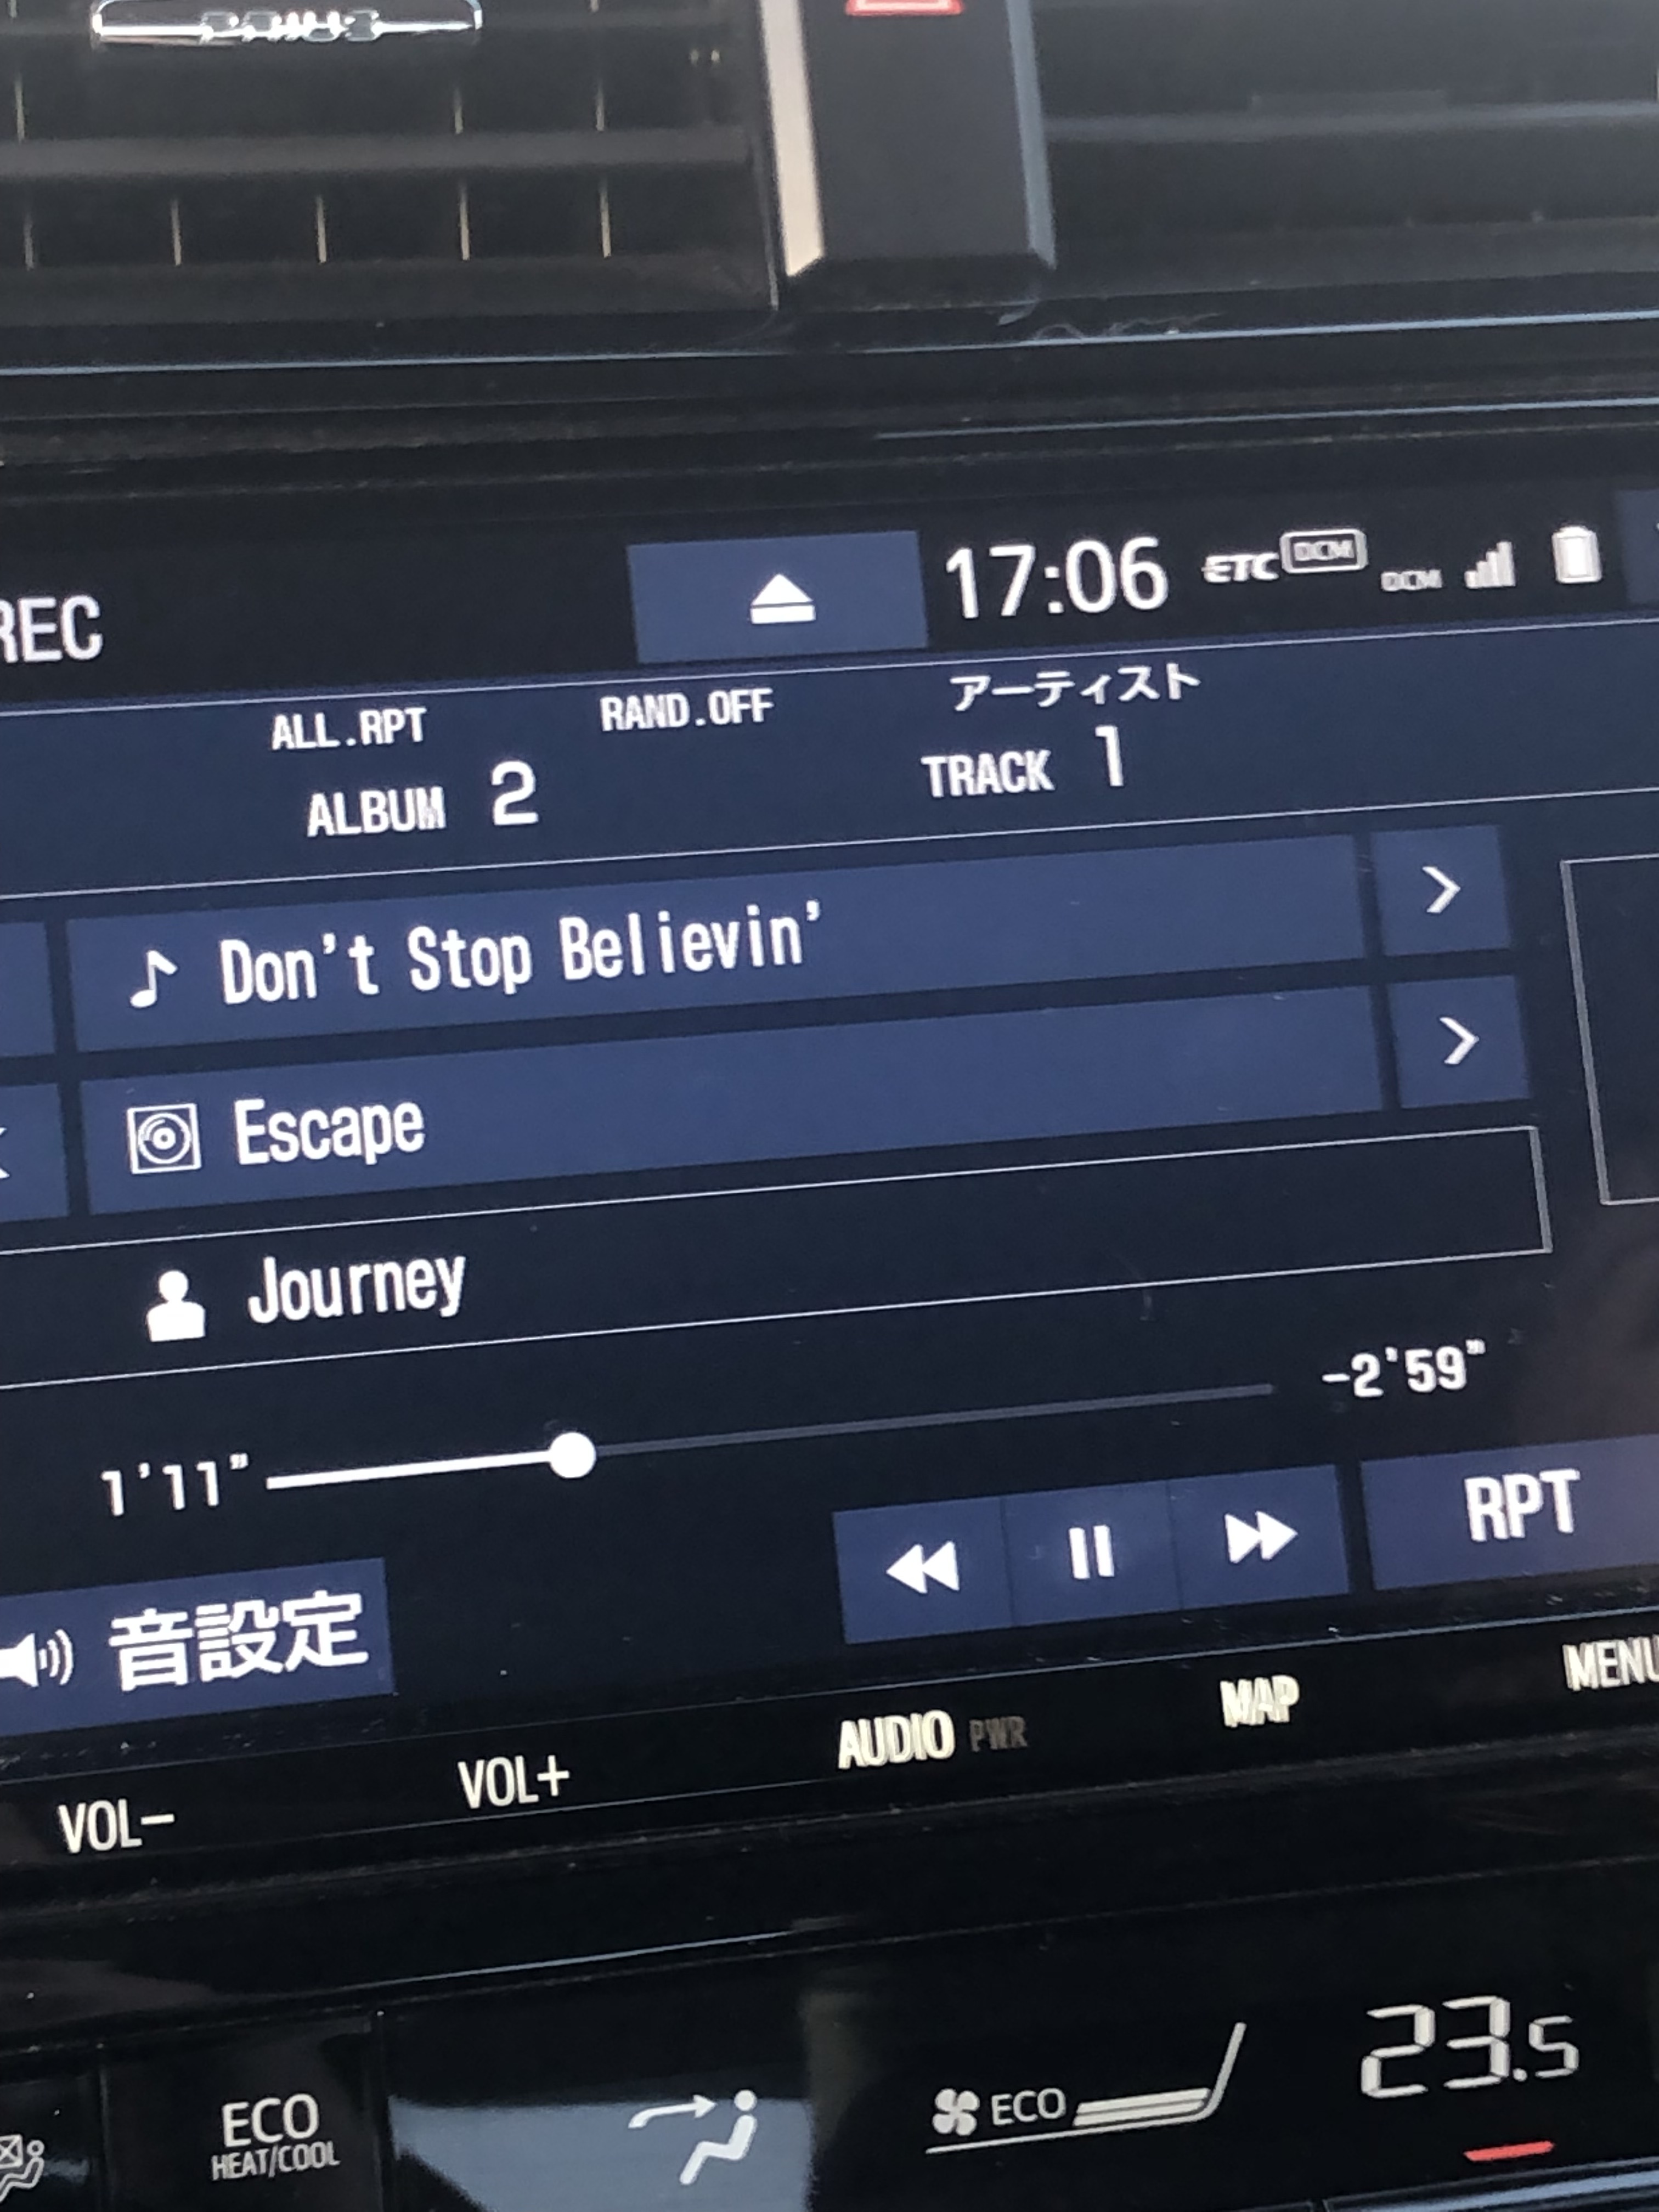 PRIUS
REC
17:06 ETC DCM DCM
ALL.RPT RAND.OFF アーティスト
ALBUM 2 TRACK 1
Don't Stop Believin'
Escape
Journey
1'11" -2'59"
RPT
音設定
VOL− VOL+ AUDIO PWR MAP MENU
ECO HEAT/COOL
ECO
23.5